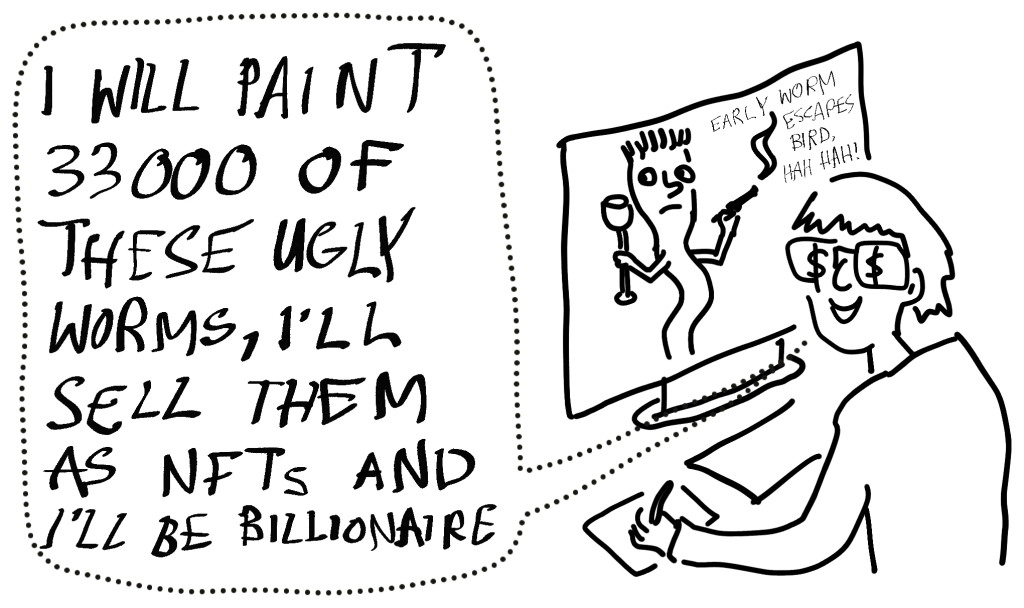 I WILL PAINT
33000 OF
THESE UGLY
WORMS, I'LL
SELL THEM
AS NFTs AND
I'LL BE BILLIONAIRE
EARLY WORM
ESCAPES
BIRD,
HAH HAH!
$ $